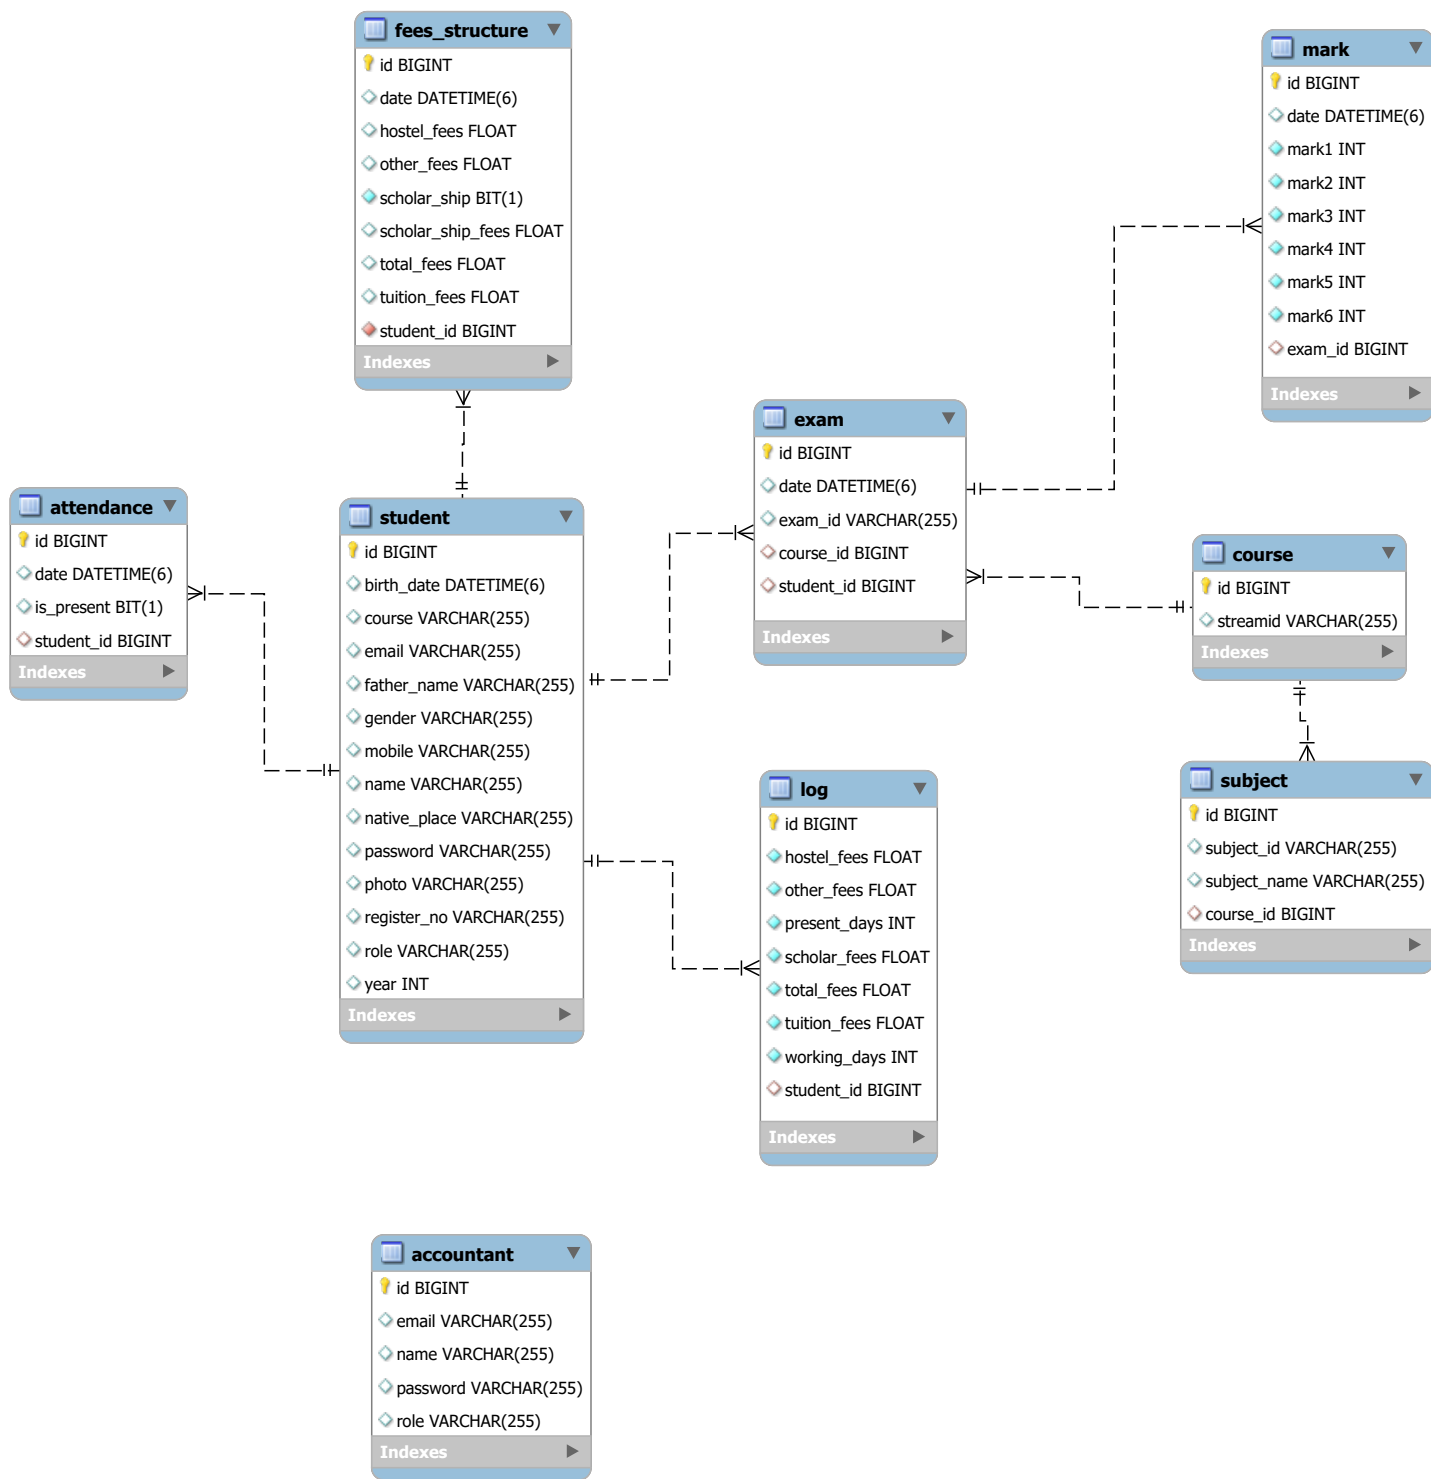 fees_structure
id BIGINT
date DATETIME(6)
hostel_fees FLOAT
other_fees FLOAT
scholar_ship BIT(1)
scholar_ship_fees FLOAT
total_fees FLOAT
tuition_fees FLOAT
student_id BIGINT
Indexes
mark
id BIGINT
date DATETIME(6)
mark1 INT
mark2 INT
mark3 INT
mark4 INT
mark5 INT
mark6 INT
exam_id BIGINT
Indexes
exam
id BIGINT
date DATETIME(6)
exam_id VARCHAR(255)
course_id BIGINT
student_id BIGINT
Indexes
attendance
id BIGINT
date DATETIME(6)
is_present BIT(1)
student_id BIGINT
Indexes
student
id BIGINT
birth_date DATETIME(6)
course VARCHAR(255)
email VARCHAR(255)
father_name VARCHAR(255)
gender VARCHAR(255)
mobile VARCHAR(255)
name VARCHAR(255)
native_place VARCHAR(255)
password VARCHAR(255)
photo VARCHAR(255)
register_no VARCHAR(255)
role VARCHAR(255)
year INT
Indexes
course
id BIGINT
streamid VARCHAR(255)
Indexes
log
id BIGINT
hostel_fees FLOAT
other_fees FLOAT
present_days INT
scholar_fees FLOAT
total_fees FLOAT
tuition_fees FLOAT
working_days INT
student_id BIGINT
Indexes
subject
id BIGINT
subject_id VARCHAR(255)
subject_name VARCHAR(255)
course_id BIGINT
Indexes
accountant
id BIGINT
email VARCHAR(255)
name VARCHAR(255)
password VARCHAR(255)
role VARCHAR(255)
Indexes